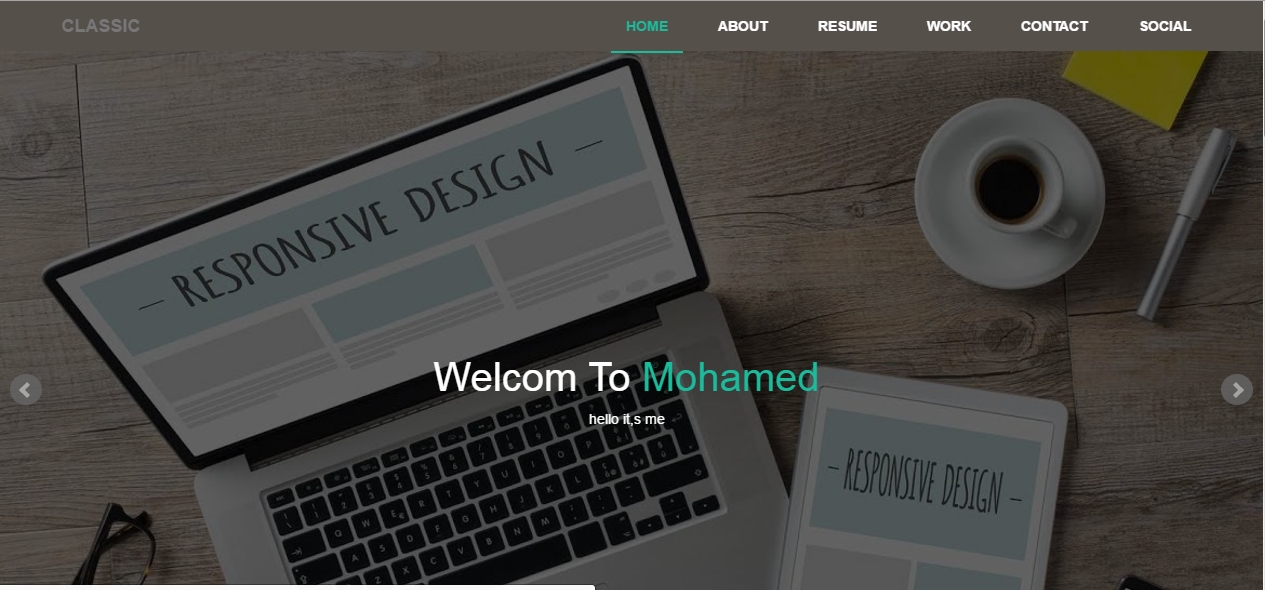 CLASSIC
HOME ABOUT RESUME WORK CONTACT SOCIAL
— RESPONSIVE DESIGN —
Welcom To Mohamed
hello it,s me
— RESPONSIVE DESIGN —